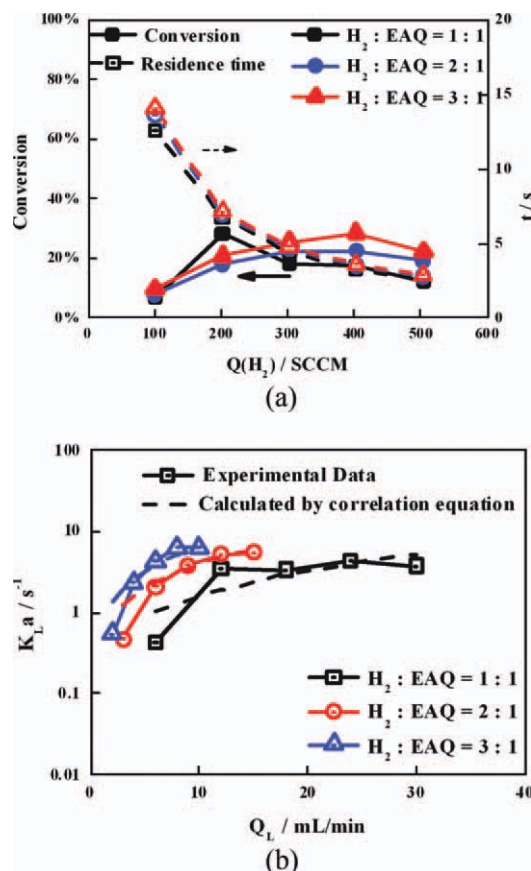 (a)
100%
80%
60%
40%
20%
0%
Conversion
Conversion
Residence time
H₂ : EAQ = 1 : 1
H₂ : EAQ = 2 : 1
H₂ : EAQ = 3 : 1
20
15
10
5
0
t / s
0 100 200 300 400 500 600
Q(H₂) / SCCM
(a)
100
10
1
0.1
0.01
K_L a / s⁻¹
Experimental Data
Calculated by correlation equation
H₂ : EAQ = 1 : 1
H₂ : EAQ = 2 : 1
H₂ : EAQ = 3 : 1
0 10 20 30 40
Q_L / mL/min
(b)